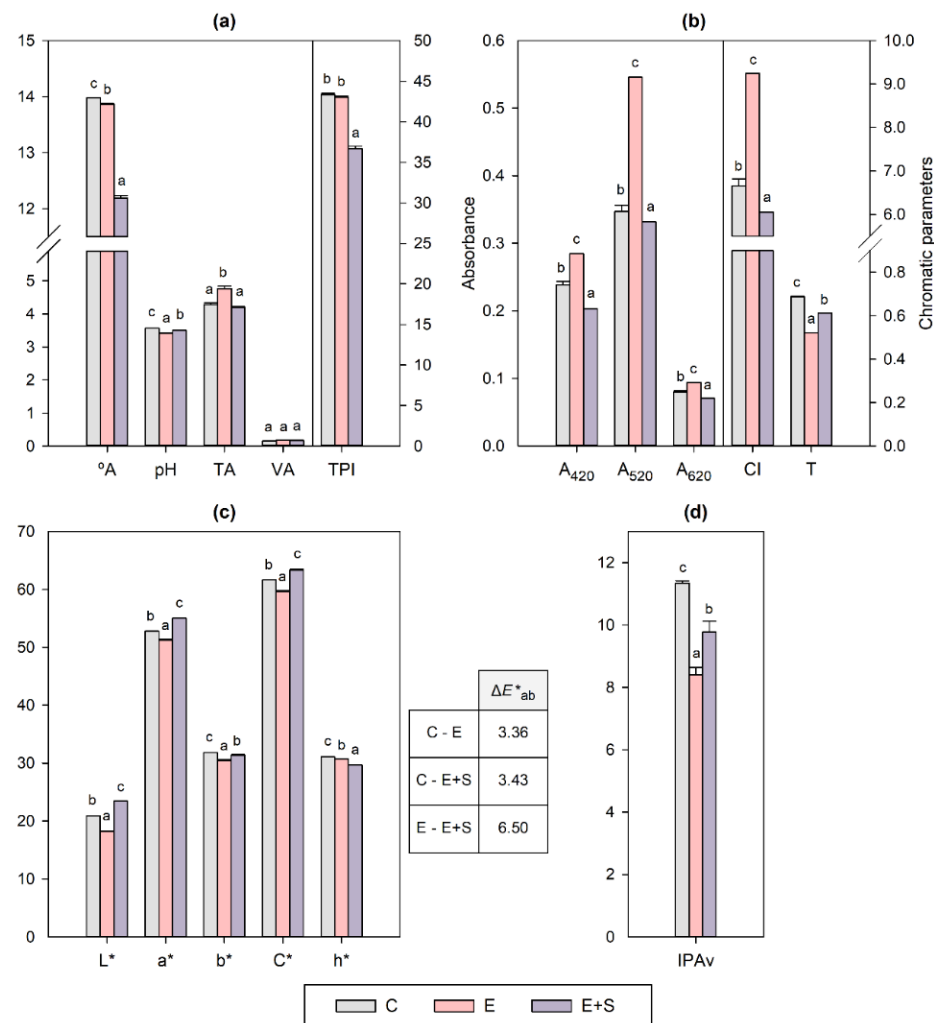 (a)
15
14
13
12
5
4
3
2
1
0
50
45
40
35
30
25
20
15
10
5
0
c b a
c a b
a b a
a a a
b b a
ºA pH TA VA TPI
(b)
Absorbance
0.6
0.5
0.4
0.3
0.2
0.1
0.0
Chromatic parameters
10.0
9.0
8.0
7.0
6.0
0.8
0.6
0.4
0.2
0.0
b c a
b c a
b c a
b c a
c a b
A420 A520 A620 CI T
(c)
70
60
50
40
30
20
10
0
b a c
b a c
c a b
b a c
c b a
L* a* b* C* h*
ΔE*ab
C - E 3.36
C - E+S 3.43
E - E+S 6.50
(d)
12
10
8
6
4
2
0
c a b
IPAv
C E E+S